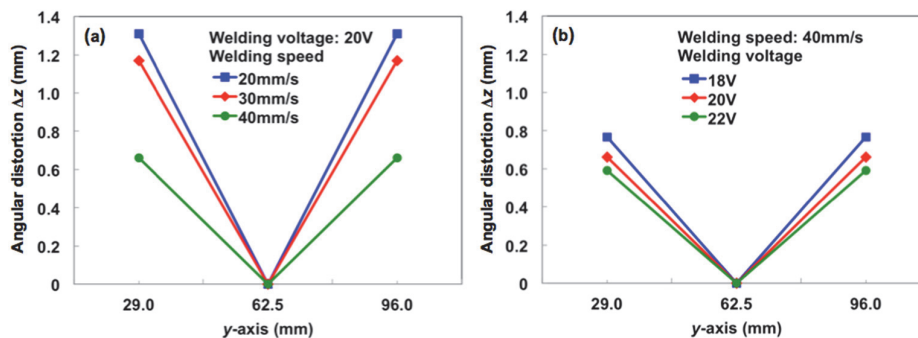 (a)
Welding voltage: 20V
Welding speed
20mm/s
30mm/s
40mm/s
Angular distortion Δz (mm)
1.4
1.2
1.0
0.8
0.6
0.4
0.2
0
29.0 62.5 96.0
y-axis (mm)
(b)
Welding speed: 40mm/s
Welding voltage
18V
20V
22V
Angular distortion Δz (mm)
1.4
1.2
1.0
0.8
0.6
0.4
0.2
0
29.0 62.5 96.0
y-axis (mm)